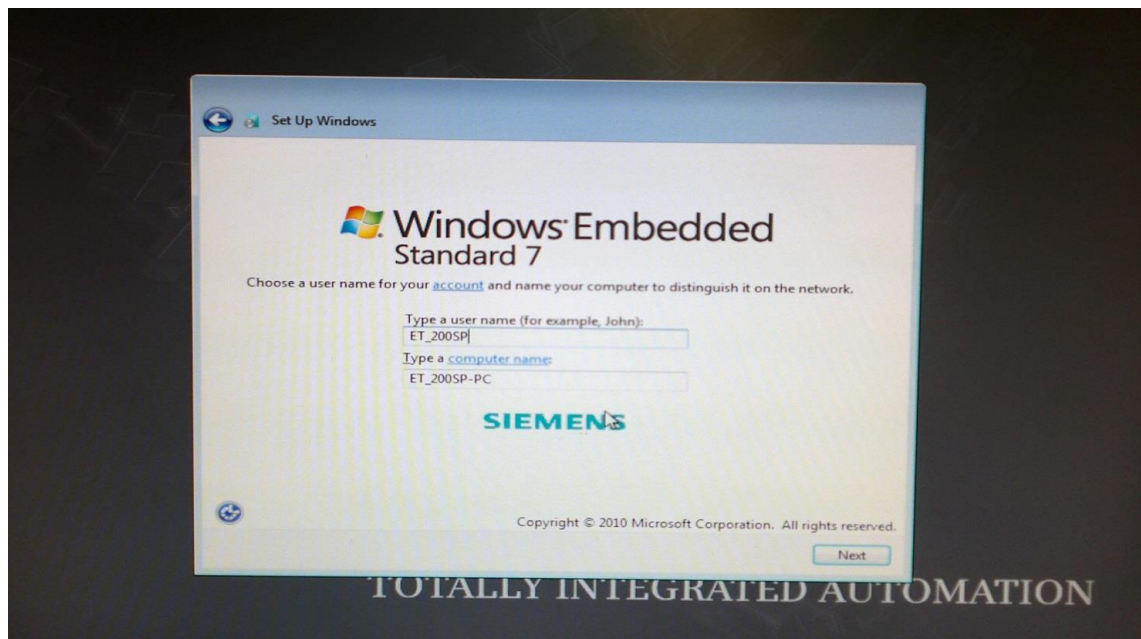 Set Up Windows
Windows® Embedded
Standard 7
Choose a user name for your account and name your computer to distinguish it on the network.
Type a user name (for example, John):
ET_200SP
Type a computer name:
ET_200SP-PC
SIEMENS
Copyright © 2010 Microsoft Corporation. All rights reserved.
Next
TOTALLY INTEGRATED AUTOMATION